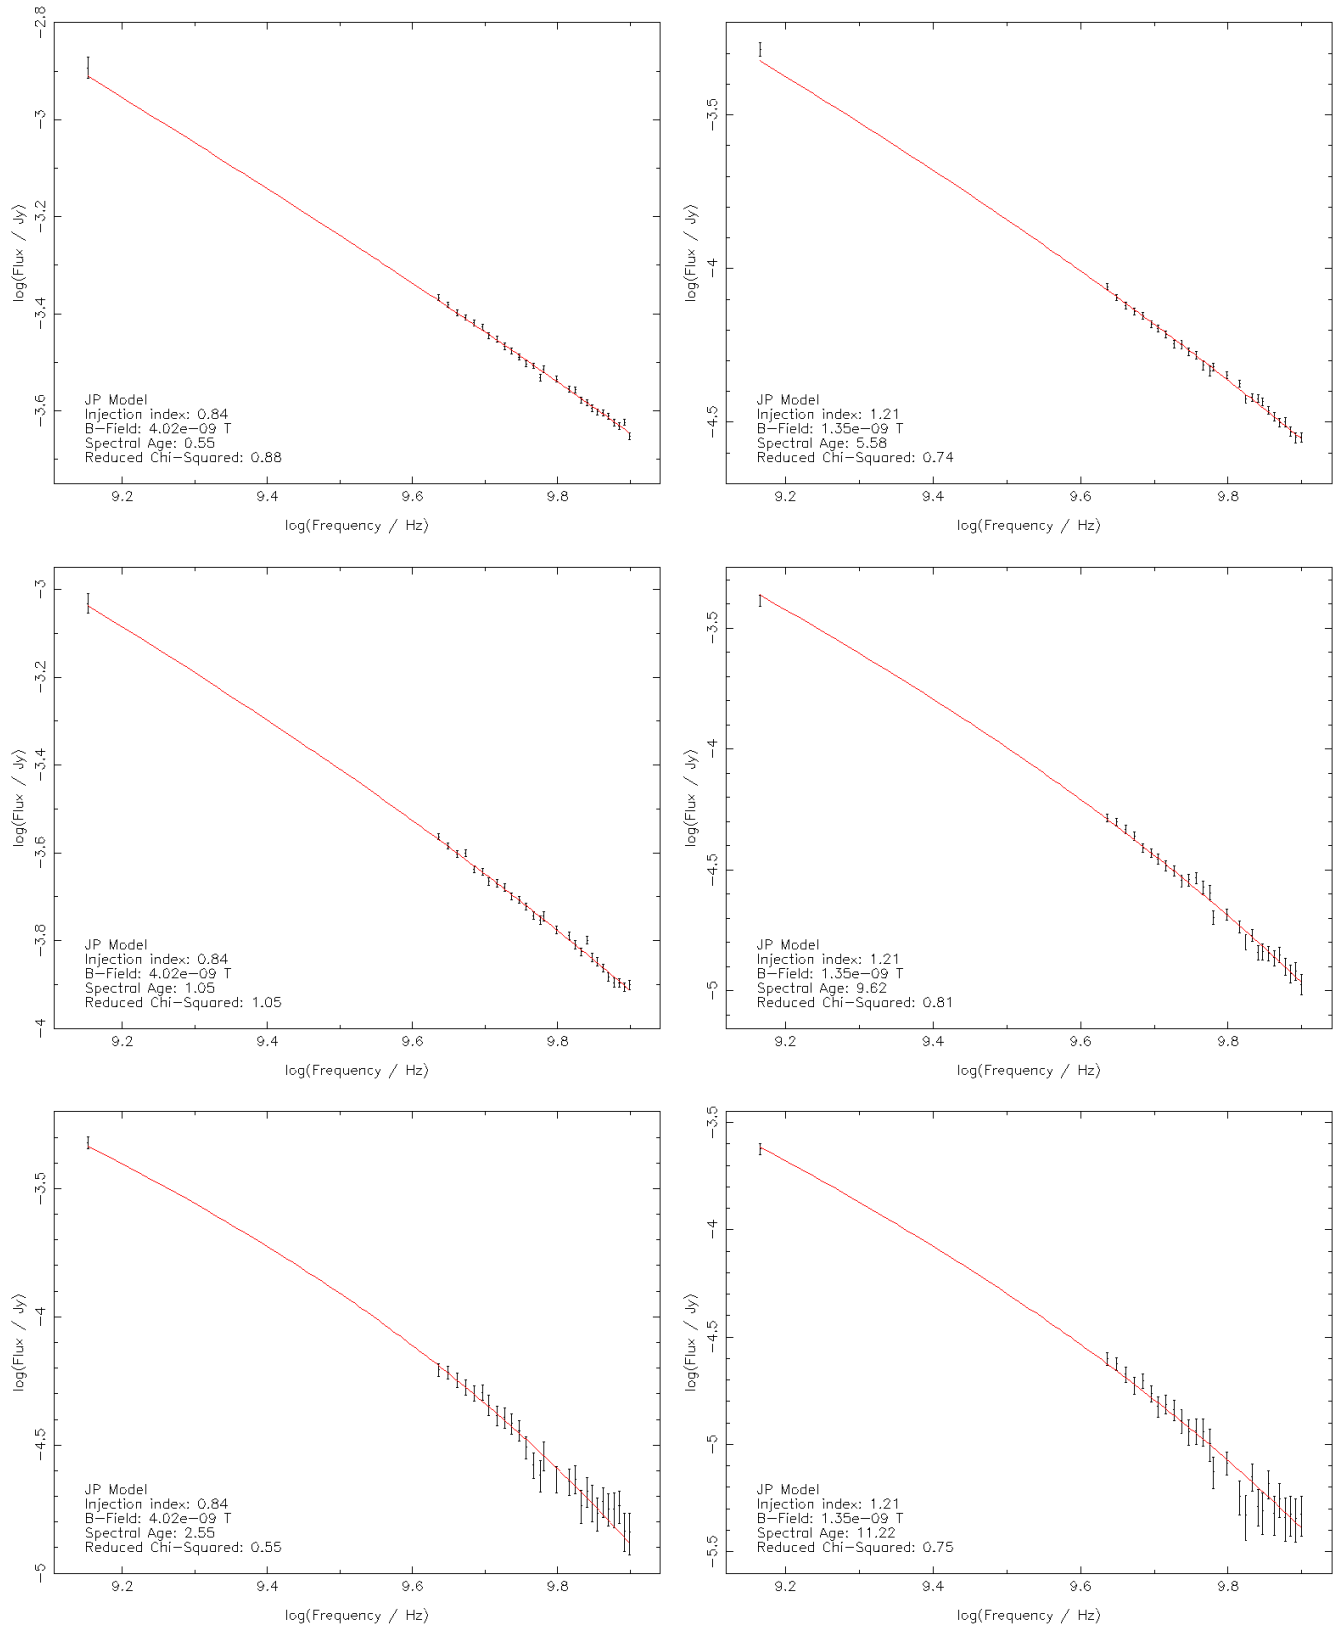 −2.8
−3
−3.2
−3.4
−3.6
log(Flux / Jy)
JP Model
Injection index: 0.84
B−Field: 4.02e−09 T
Spectral Age: 0.55
Reduced Chi−Squared: 0.88
9.2 9.4 9.6 9.8
log(Frequency / Hz)
−3.5
−4
−4.5
log(Flux / Jy)
JP Model
Injection index: 1.21
B−Field: 1.35e−09 T
Spectral Age: 5.58
Reduced Chi−Squared: 0.74
9.2 9.4 9.6 9.8
log(Frequency / Hz)
−3
−3.2
−3.4
−3.6
−3.8
−4
log(Flux / Jy)
JP Model
Injection index: 0.84
B−Field: 4.02e−09 T
Spectral Age: 1.05
Reduced Chi−Squared: 1.05
9.2 9.4 9.6 9.8
log(Frequency / Hz)
−3.5
−4
−4.5
−5
log(Flux / Jy)
JP Model
Injection index: 1.21
B−Field: 1.35e−09 T
Spectral Age: 9.62
Reduced Chi−Squared: 0.81
9.2 9.4 9.6 9.8
log(Frequency / Hz)
−3.5
−4
−4.5
−5
log(Flux / Jy)
JP Model
Injection index: 0.84
B−Field: 4.02e−09 T
Spectral Age: 2.55
Reduced Chi−Squared: 0.55
9.2 9.4 9.6 9.8
log(Frequency / Hz)
−3.5
−4
−4.5
−5
−5.5
log(Flux / Jy)
JP Model
Injection index: 1.21
B−Field: 1.35e−09 T
Spectral Age: 11.22
Reduced Chi−Squared: 0.75
9.2 9.4 9.6 9.8
log(Frequency / Hz)